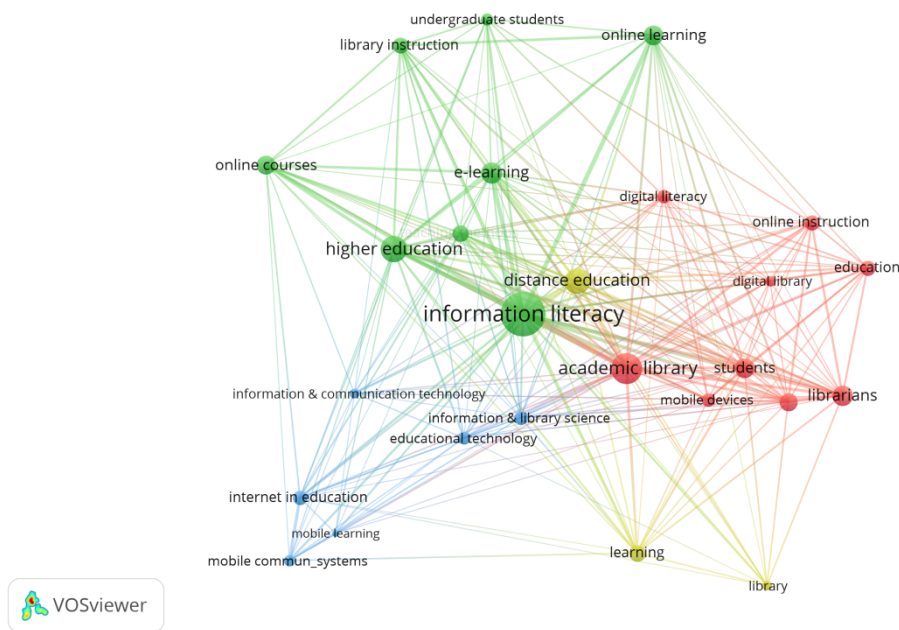 undergraduate students
library instruction
online learning
online courses
e-learning
digital literacy
online instruction
higher education
education
distance education
digital library
information literacy
academic library
students
information & communication technology
mobile devices
librarians
information & library science
educational technology
internet in education
mobile learning
learning
mobile commun_systems
library
VOSviewer